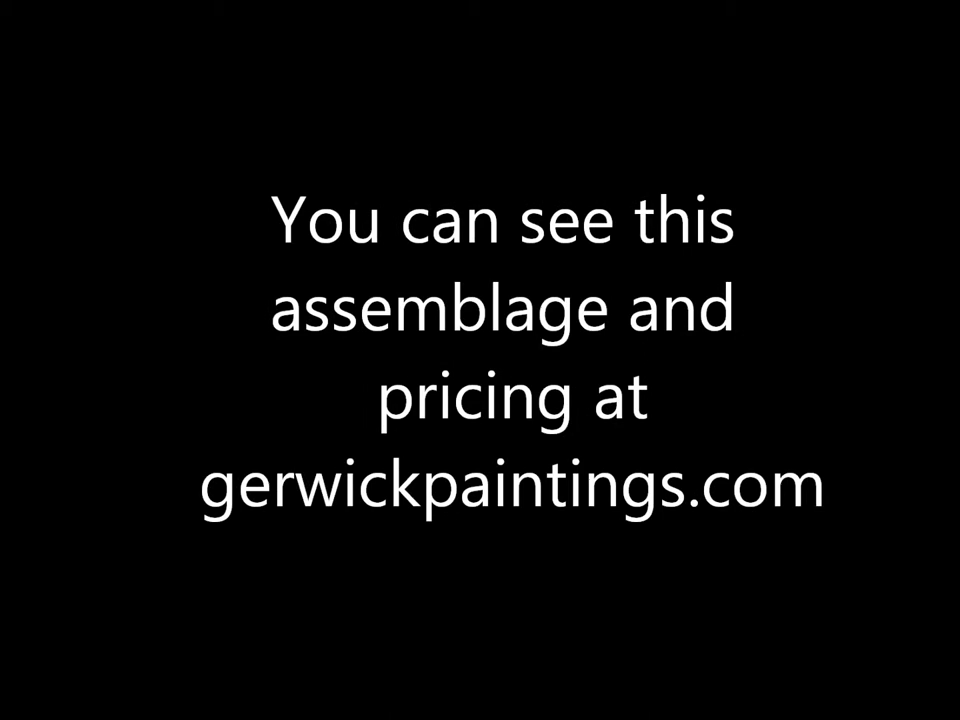 You can see this
assemblage and
pricing at
gerwickpaintings.com